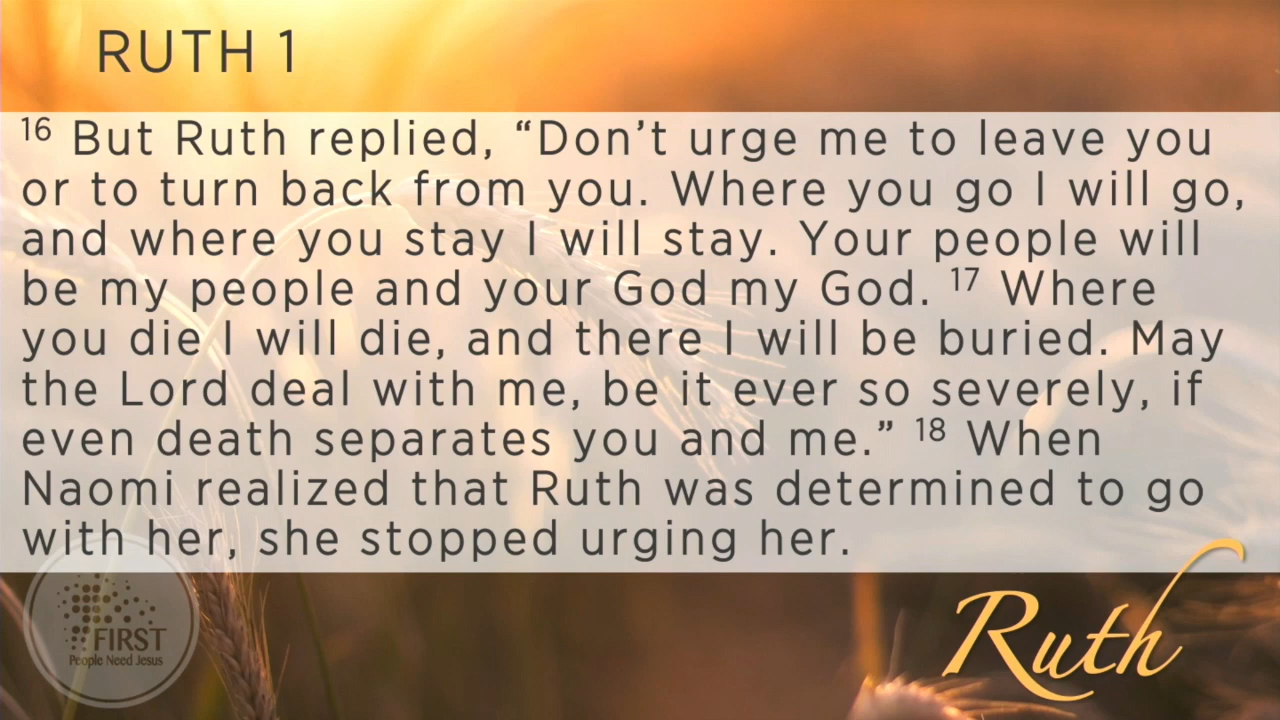 RUTH 1
16 But Ruth replied, “Don’t urge me to leave you
or to turn back from you. Where you go I will go,
and where you stay I will stay. Your people will
be my people and your God my God. 17 Where
you die I will die, and there I will be buried. May
the Lord deal with me, be it ever so severely, if
even death separates you and me.” 18 When
Naomi realized that Ruth was determined to go
with her, she stopped urging her.
FIRST
People Need Jesus
Ruth